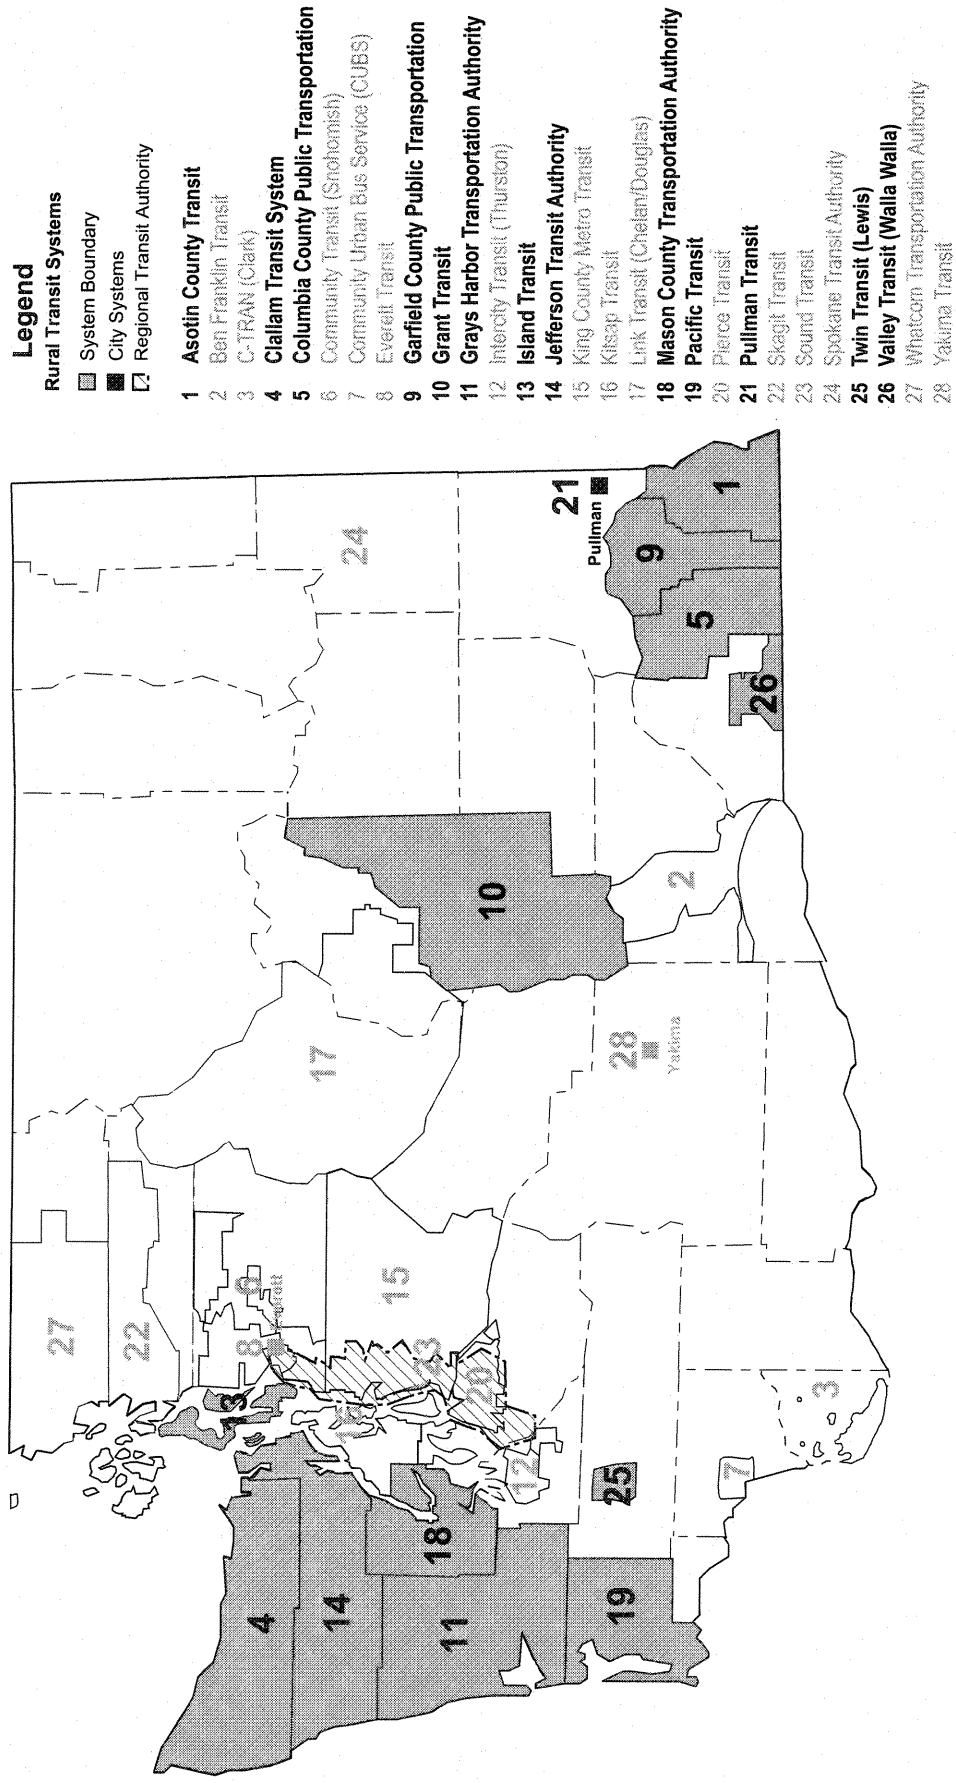 Legend
Rural Transit Systems
System Boundary
City Systems
Regional Transit Authority
1 Asotin County Transit
2 Ben Franklin Transit
3 C-TRAN (Clark)
4 Clallam Transit System
5 Columbia County Public Transportation
6 Community Transit (Snohomish)
7 Community Urban Bus Service (CUBS)
8 Everett Transit
9 Garfield County Public Transportation
10 Grant Transit
11 Grays Harbor Transportation Authority
12 Intercity Transit (Thurston)
13 Island Transit
14 Jefferson Transit Authority
15 King County Metro Transit
16 Kitsap Transit
17 Link Transit (Chelan/Douglas)
18 Mason County Transportation Authority
19 Pacific Transit
20 Pierce Transit
21 Pullman Transit
22 Skagit Transit
23 Sound Transit
24 Spokane Transit Authority
25 Twin Transit (Lewis)
26 Valley Transit (Walla Walla)
27 Whatcom Transportation Authority
28 Yakima Transit
27
22
13
8
6
Everett
4
14
16
23
15
17
24
18
20
11
12
10
21
Pullman
28
Yakima
25
19
9
5
1
2
26
7
3